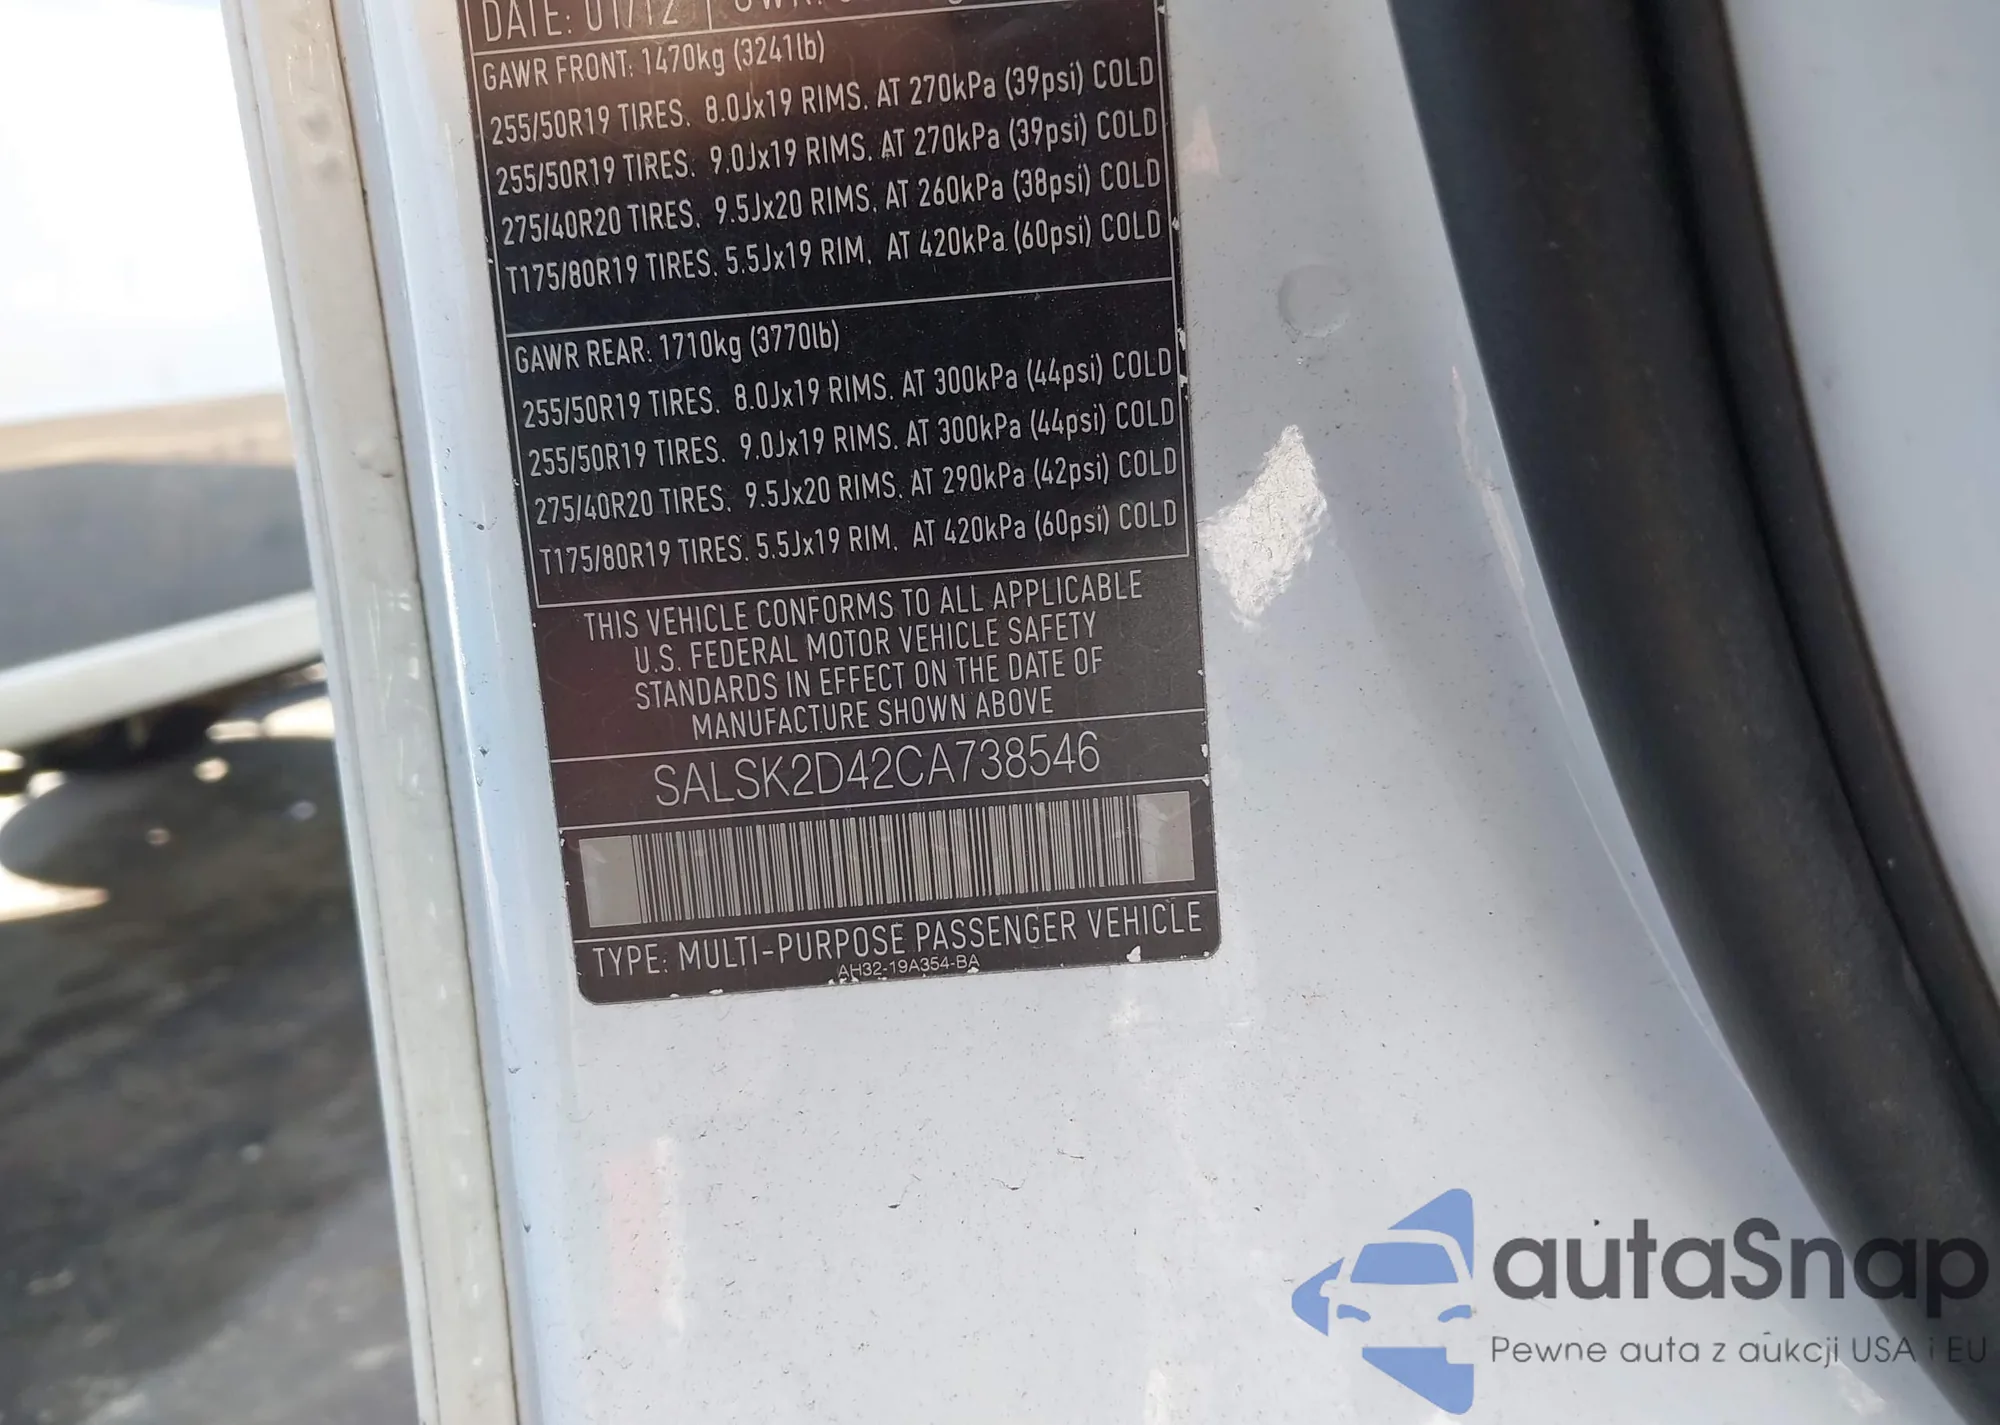 DATE: 01/12
GAWR FRONT: 1470kg (3241lb)
255/50R19 TIRES. 8.0Jx19 RIMS. AT 270kPa (39psi) COLD
255/50R19 TIRES. 9.0Jx19 RIMS. AT 270kPa (39psi) COLD
275/40R20 TIRES. 9.5Jx20 RIMS. AT 260kPa (38psi) COLD
T175/80R19 TIRES. 5.5Jx19 RIM. AT 420kPa (60psi) COLD
GAWR REAR: 1710kg (3770lb)
255/50R19 TIRES. 8.0Jx19 RIMS. AT 300kPa (44psi) COLD
255/50R19 TIRES. 9.0Jx19 RIMS. AT 300kPa (44psi) COLD
275/40R20 TIRES. 9.5Jx20 RIMS. AT 290kPa (42psi) COLD
T175/80R19 TIRES. 5.5Jx19 RIM. AT 420kPa (60psi) COLD
THIS VEHICLE CONFORMS TO ALL APPLICABLE
U.S. FEDERAL MOTOR VEHICLE SAFETY
STANDARDS IN EFFECT ON THE DATE OF
MANUFACTURE SHOWN ABOVE
SALSK2D42CA738546
TYPE: MULTI-PURPOSE PASSENGER VEHICLE
AH32-19A354-BA
autaSnap
Pewne auta z aukcji USA i EU